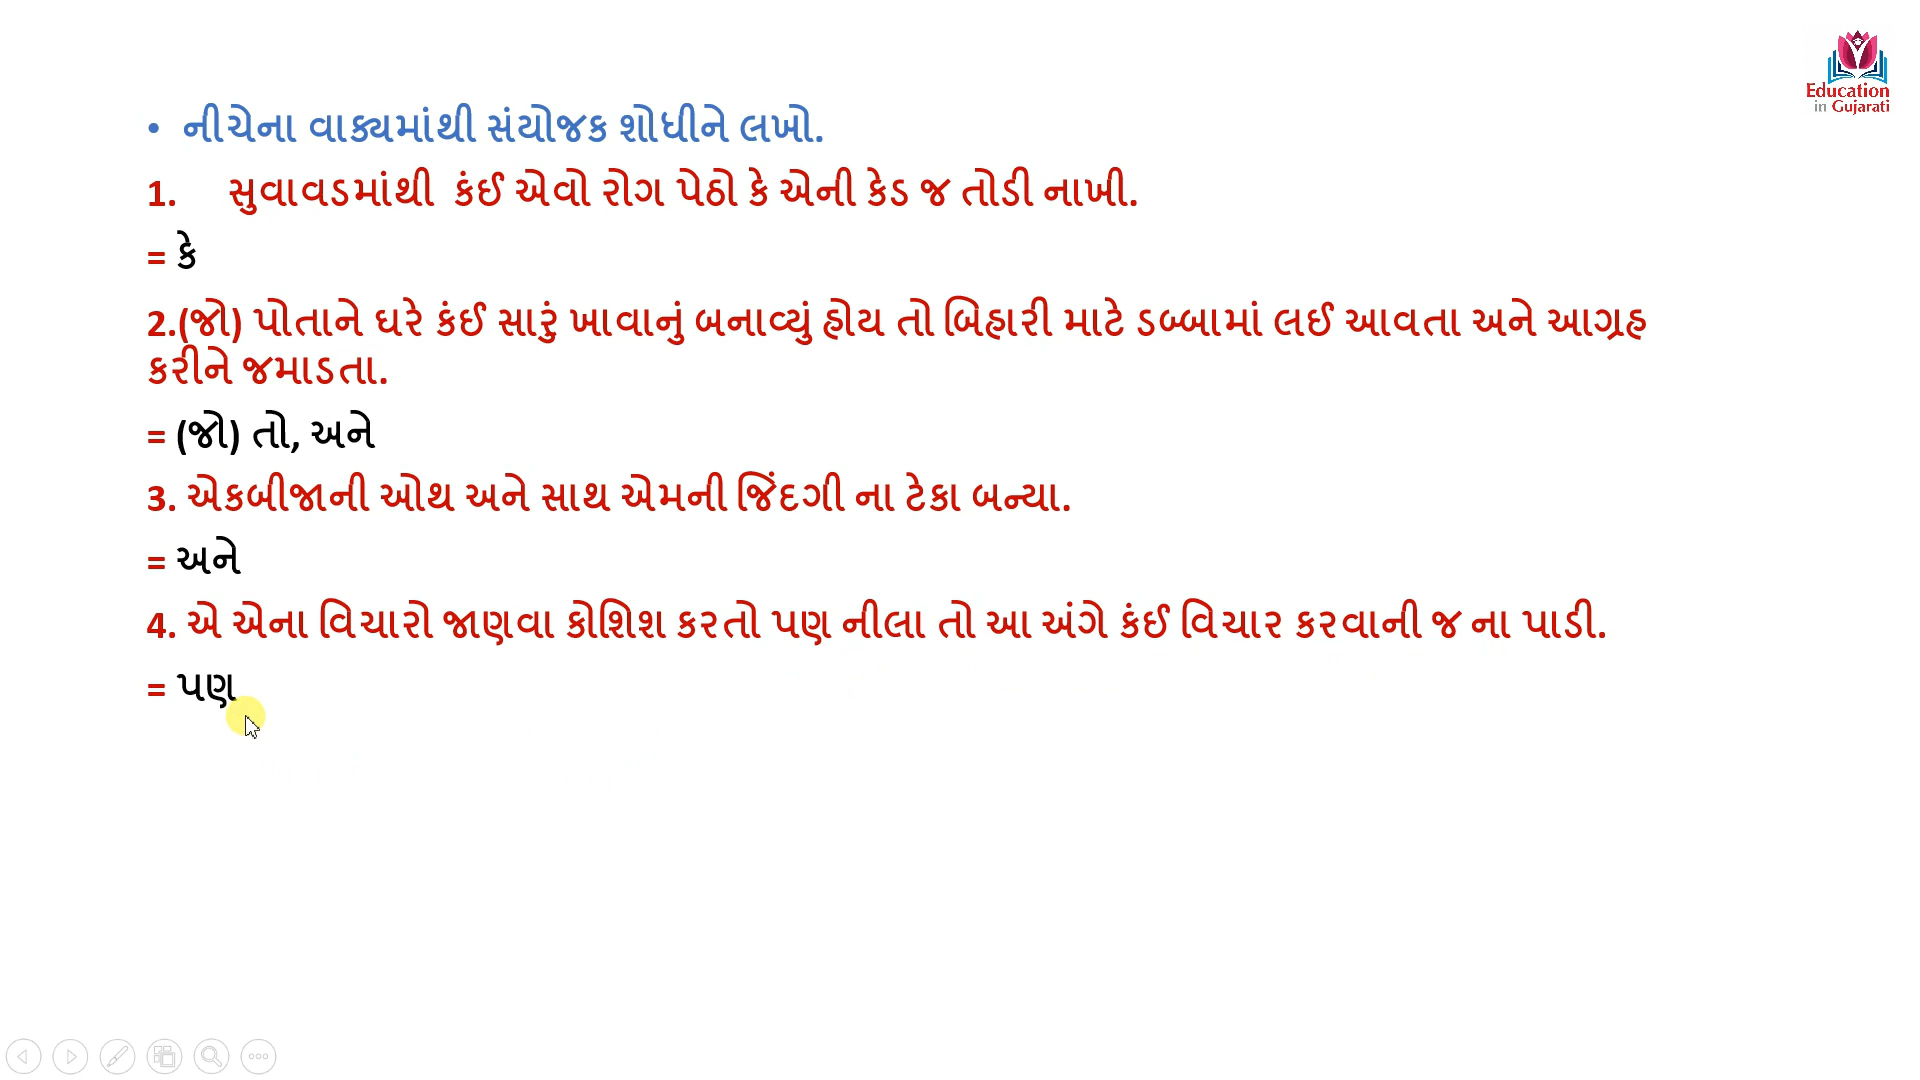 Education
in Gujarati
• નીચેના વાક્યમાંથી સંયોજક શોધીને લખો.
1. સુવાવડમાંથી કંઈ એવો રોગ પેઠો કે એની કેડ જ તોડી નાખી.
= કે
2.(જો) પોતાને ઘરે કંઈ સારું ખાવાનું બનાવ્યું હોય તો બિહારી માટે ડબ્બામાં લઈ આવતા અને આગ્રહ
કરીને જમાડતા.
= (જો) તો, અને
3. એકબીજાની ઓથ અને સાથ એમની જિંદગી ના ટેકા બન્યા.
= અને
4. એ એના વિચારો જાણવા કોશિશ કરતો પણ નીલા તો આ અંગે કંઈ વિચાર કરવાની જ ના પાડી.
= પણ